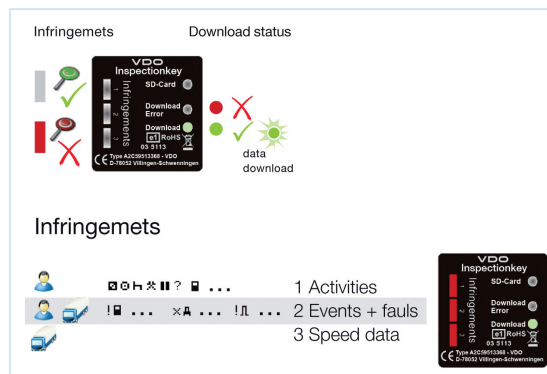 Infringemets
Download status
VDO
Inspectionkey
SD-Card
1
2
3
Infringements
Download
Error
Download
e1 RoHS
03 5113
CE Type A2C59513368 - VDO
D-78052 Villingen-Schwenningen
data
download
Infringemets
? ... 1 Activities
! ... × ... ! ... 2 Events + fauls
3 Speed data
VDO
Inspectionkey
SD-Card
1
2
3
Infringements
Download
Error
Download
e1 RoHS
03 5113
CE Type A2C59513368 - VDO
D-78052 Villingen-Schwenningen